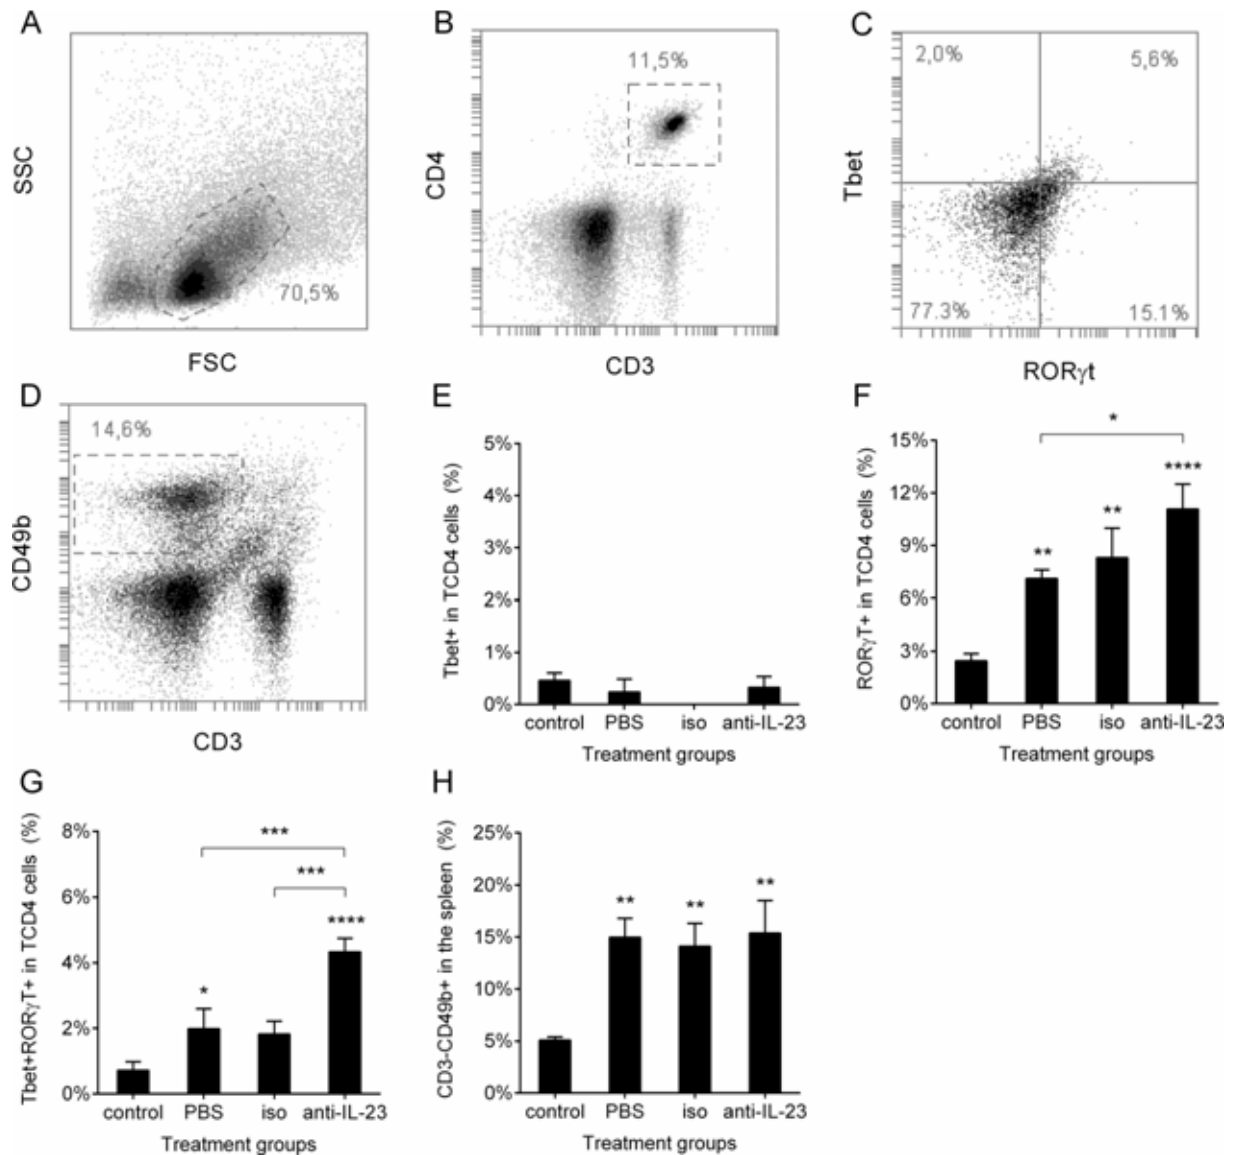 A
SSC
70,5%
FSC
B
11,5%
CD4
CD3
C
2,0%
5,6%
Tbet
77.3%
15.1%
RORγt
D
14,6%
CD49b
CD3
E
Tbet+ in TCD4 cells (%)
5%
4%
3%
2%
1%
0%
control PBS iso anti-IL-23
Treatment groups
F
RORγT+ in TCD4 cells (%)
15%
12%
9%
6%
3%
0%
*
**
**
****
control PBS iso anti-IL-23
Treatment groups
G
Tbet+RORγT+ in TCD4 cells (%)
8%
6%
4%
2%
0%
***
***
****
*
control PBS iso anti-IL-23
Treatment groups
H
CD3-CD49b+ in the spleen (%)
25%
20%
15%
10%
5%
0%
**
**
**
control PBS iso anti-IL-23
Treatment groups